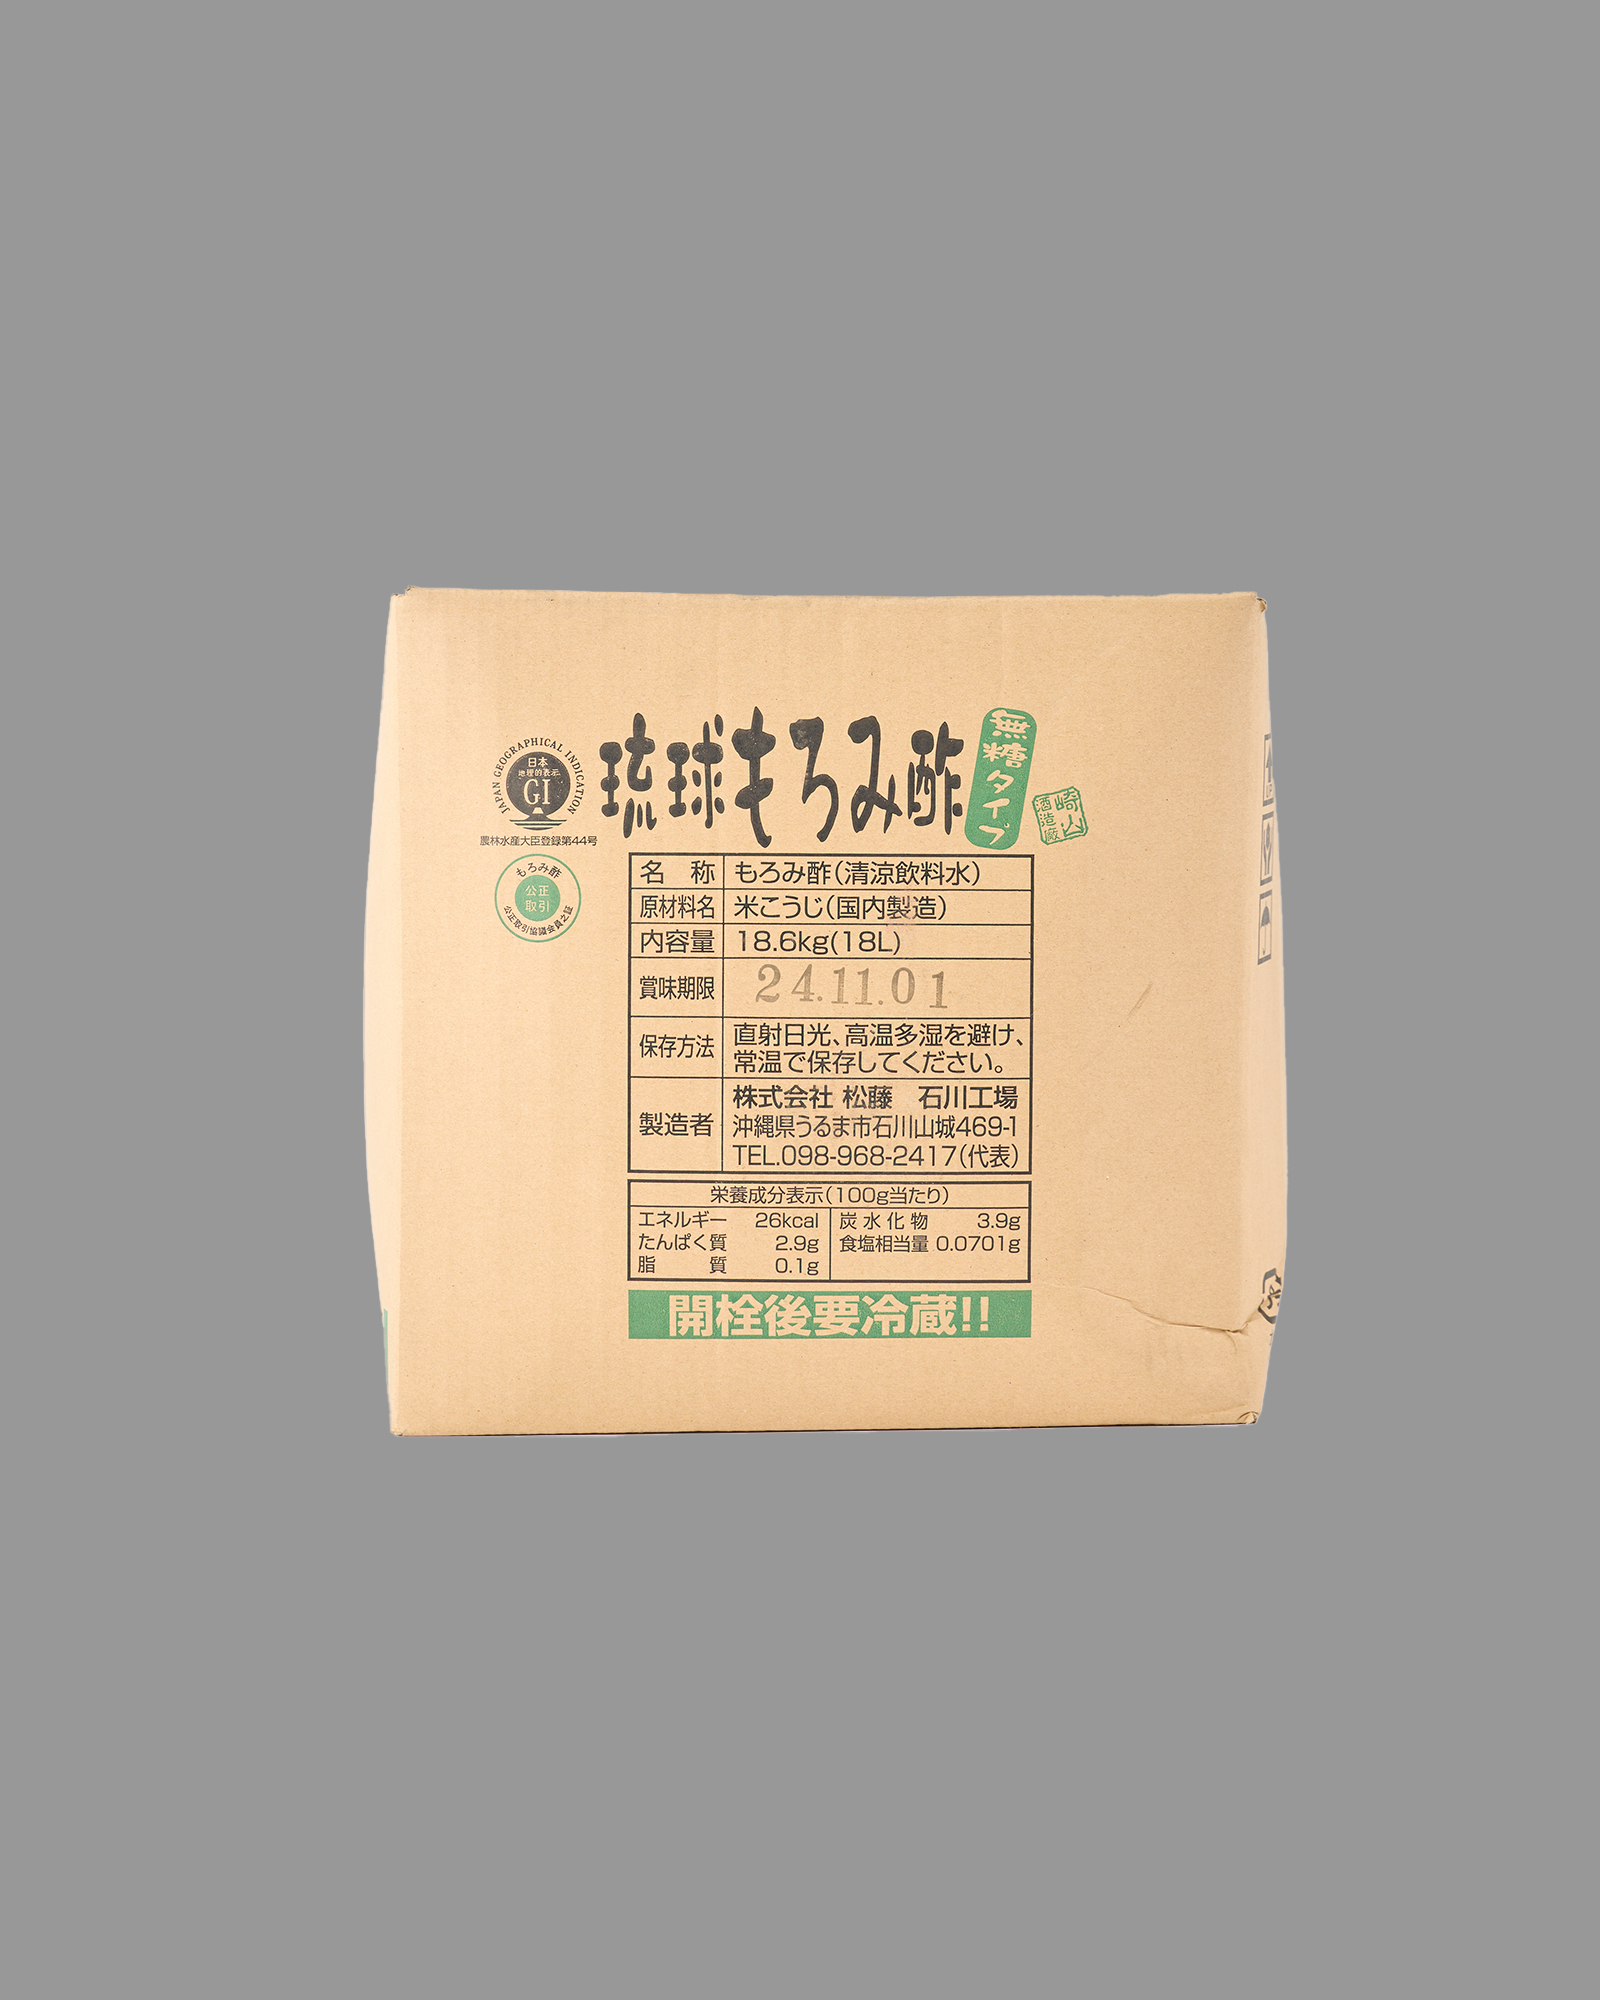 琉球もろみ酢
無糖タイプ
崎山
酒造廠
JAPAN GEOGRAPHICAL INDICATION
日本
地理的表示
GI
農林水産大臣登録第44号
もろみ酢
公正
取引
公正取引協議会員之証
名 称 もろみ酢(清涼飲料水)
原材料名 米こうじ(国内製造)
内容量 18.6kg(18L)
賞味期限 24.11.01
保存方法 直射日光、高温多湿を避け、
常温で保存してください。
製造者 株式会社 松藤 石川工場
沖縄県うるま市石川山城469-1
TEL.098-968-2417(代表)
栄養成分表示(100g当たり)
エネルギー 26kcal 炭水化物 3.9g
たんぱく質 2.9g 食塩相当量 0.0701g
脂 質 0.1g
開栓後要冷蔵!!